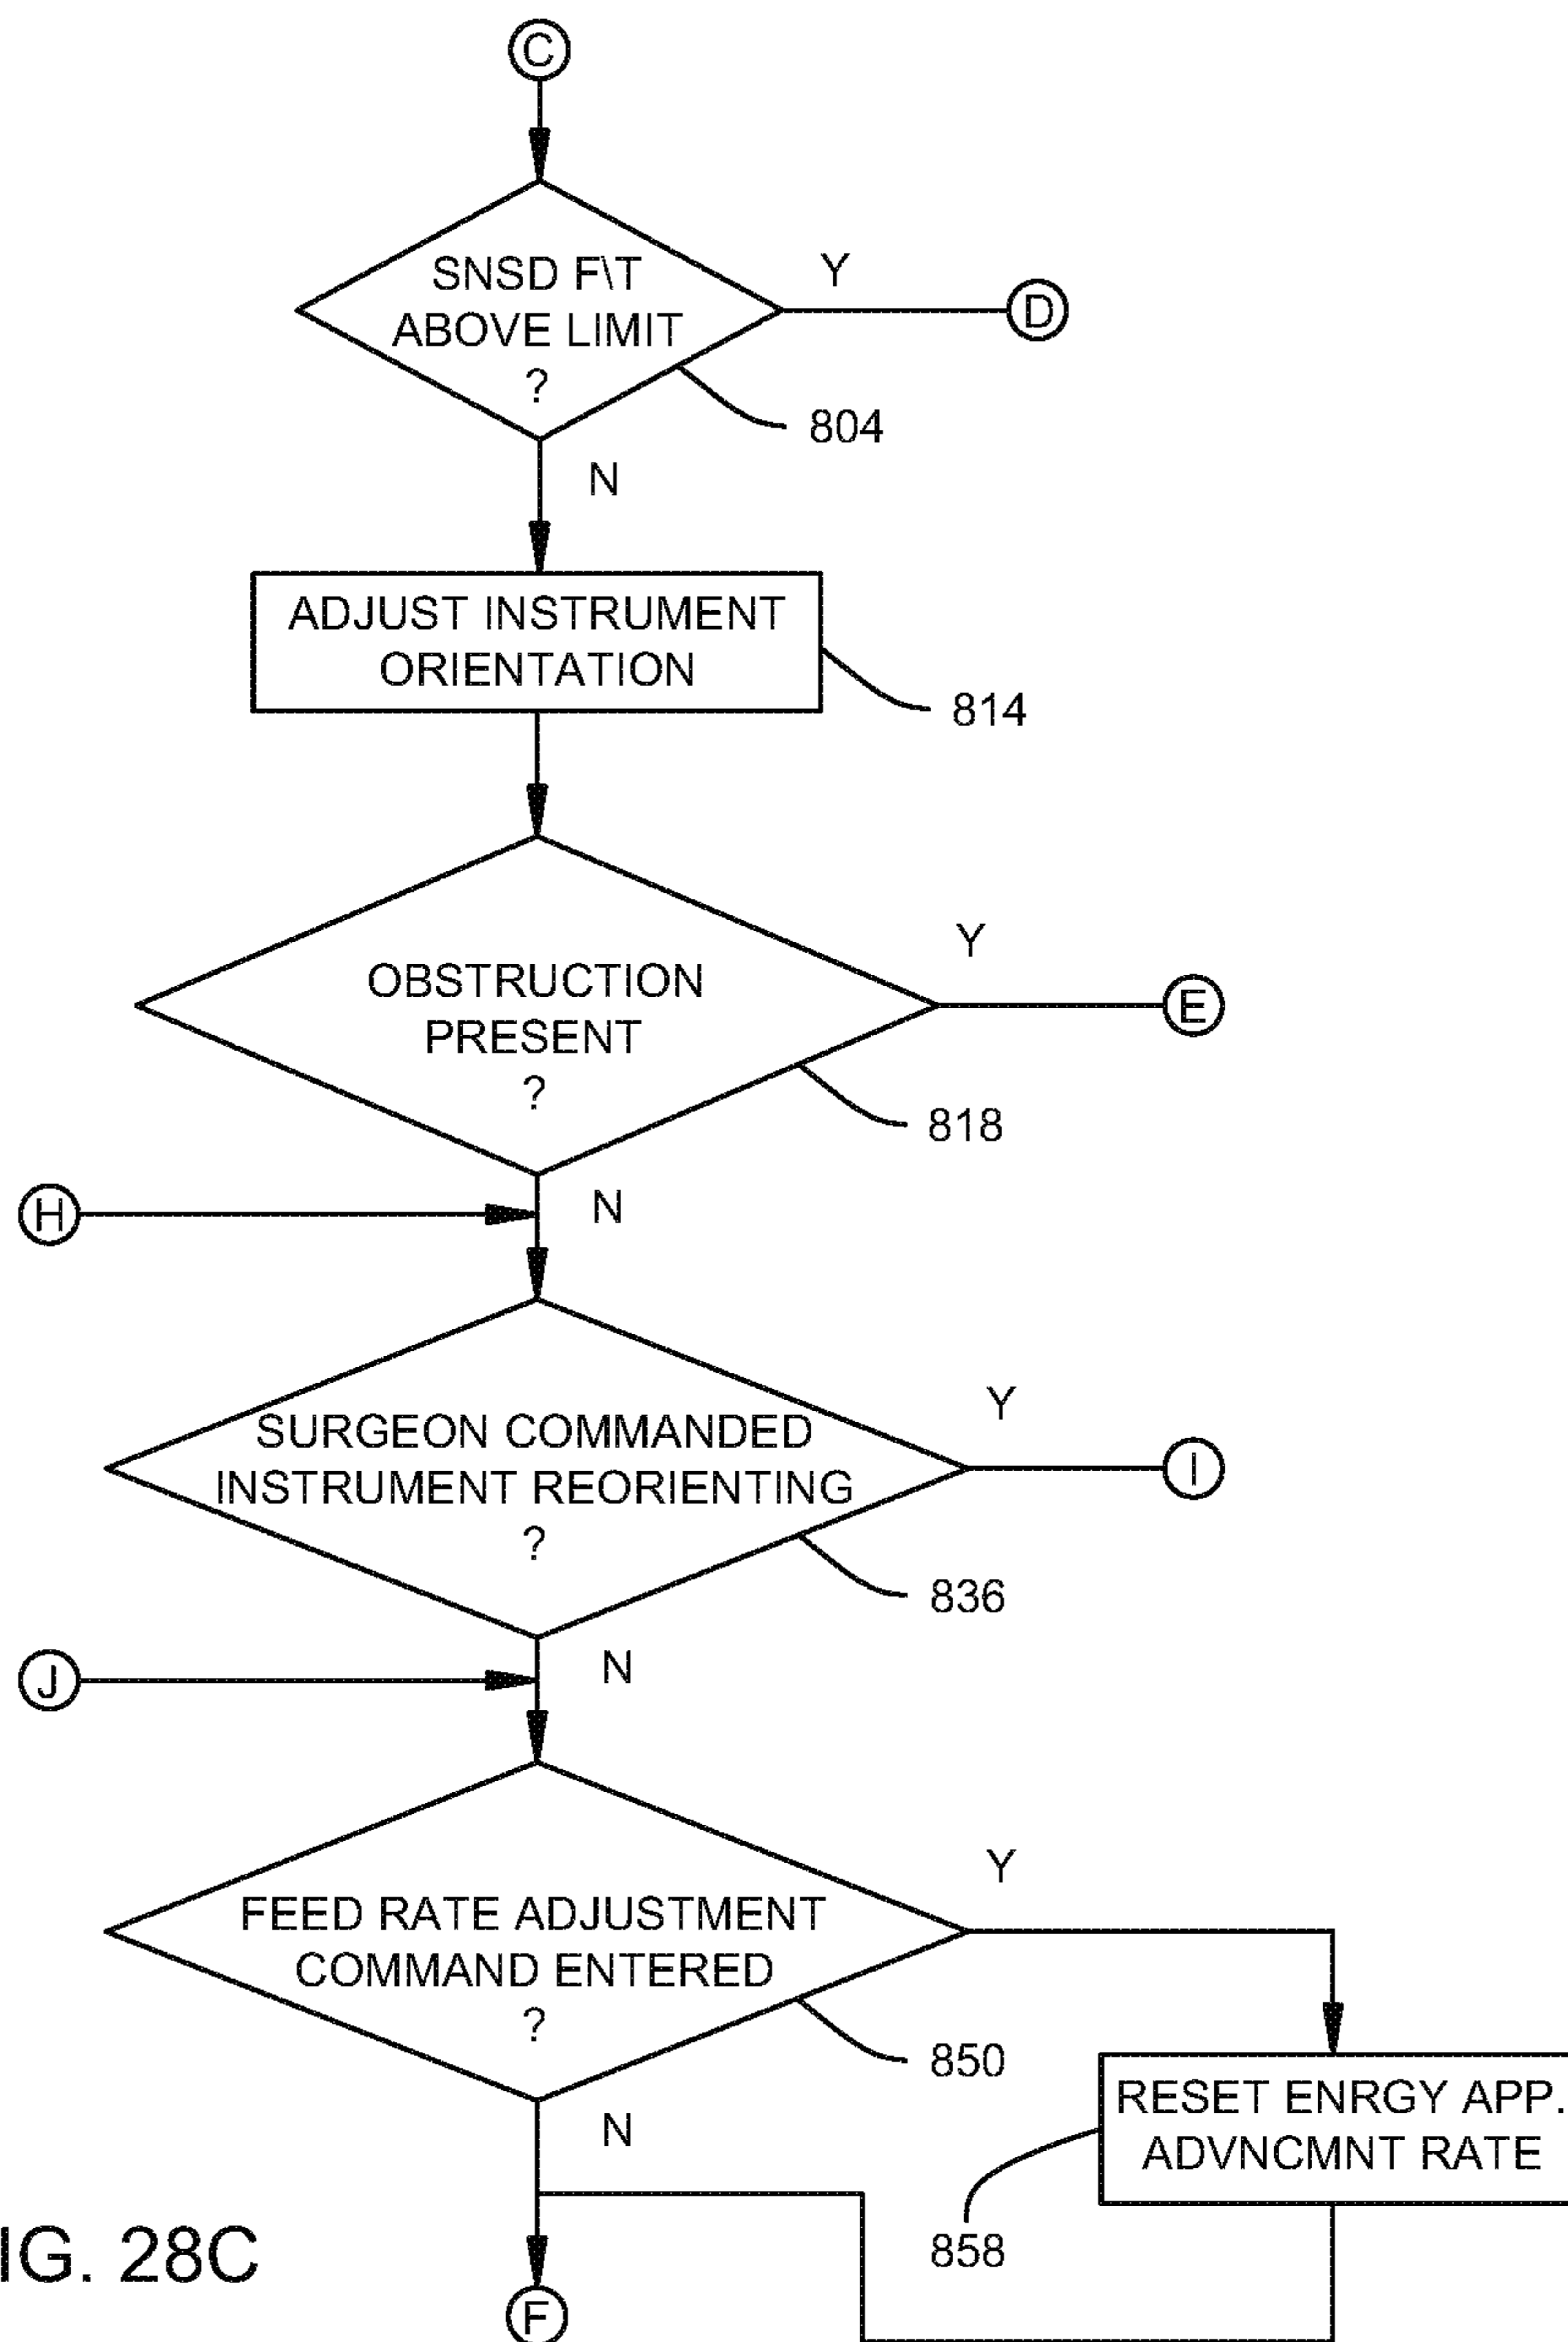 C
SNSD F\T
ABOVE LIMIT
?
Y
D
804
N
ADJUST INSTRUMENT
ORIENTATION
814
OBSTRUCTION
PRESENT
?
Y
E
818
H
N
SURGEON COMMANDED
INSTRUMENT REORIENTING
?
Y
I
836
J
N
FEED RATE ADJUSTMENT
COMMAND ENTERED
?
Y
850
N
RESET ENRGY APP.
ADVNCMNT RATE
858
IG. 28C
F